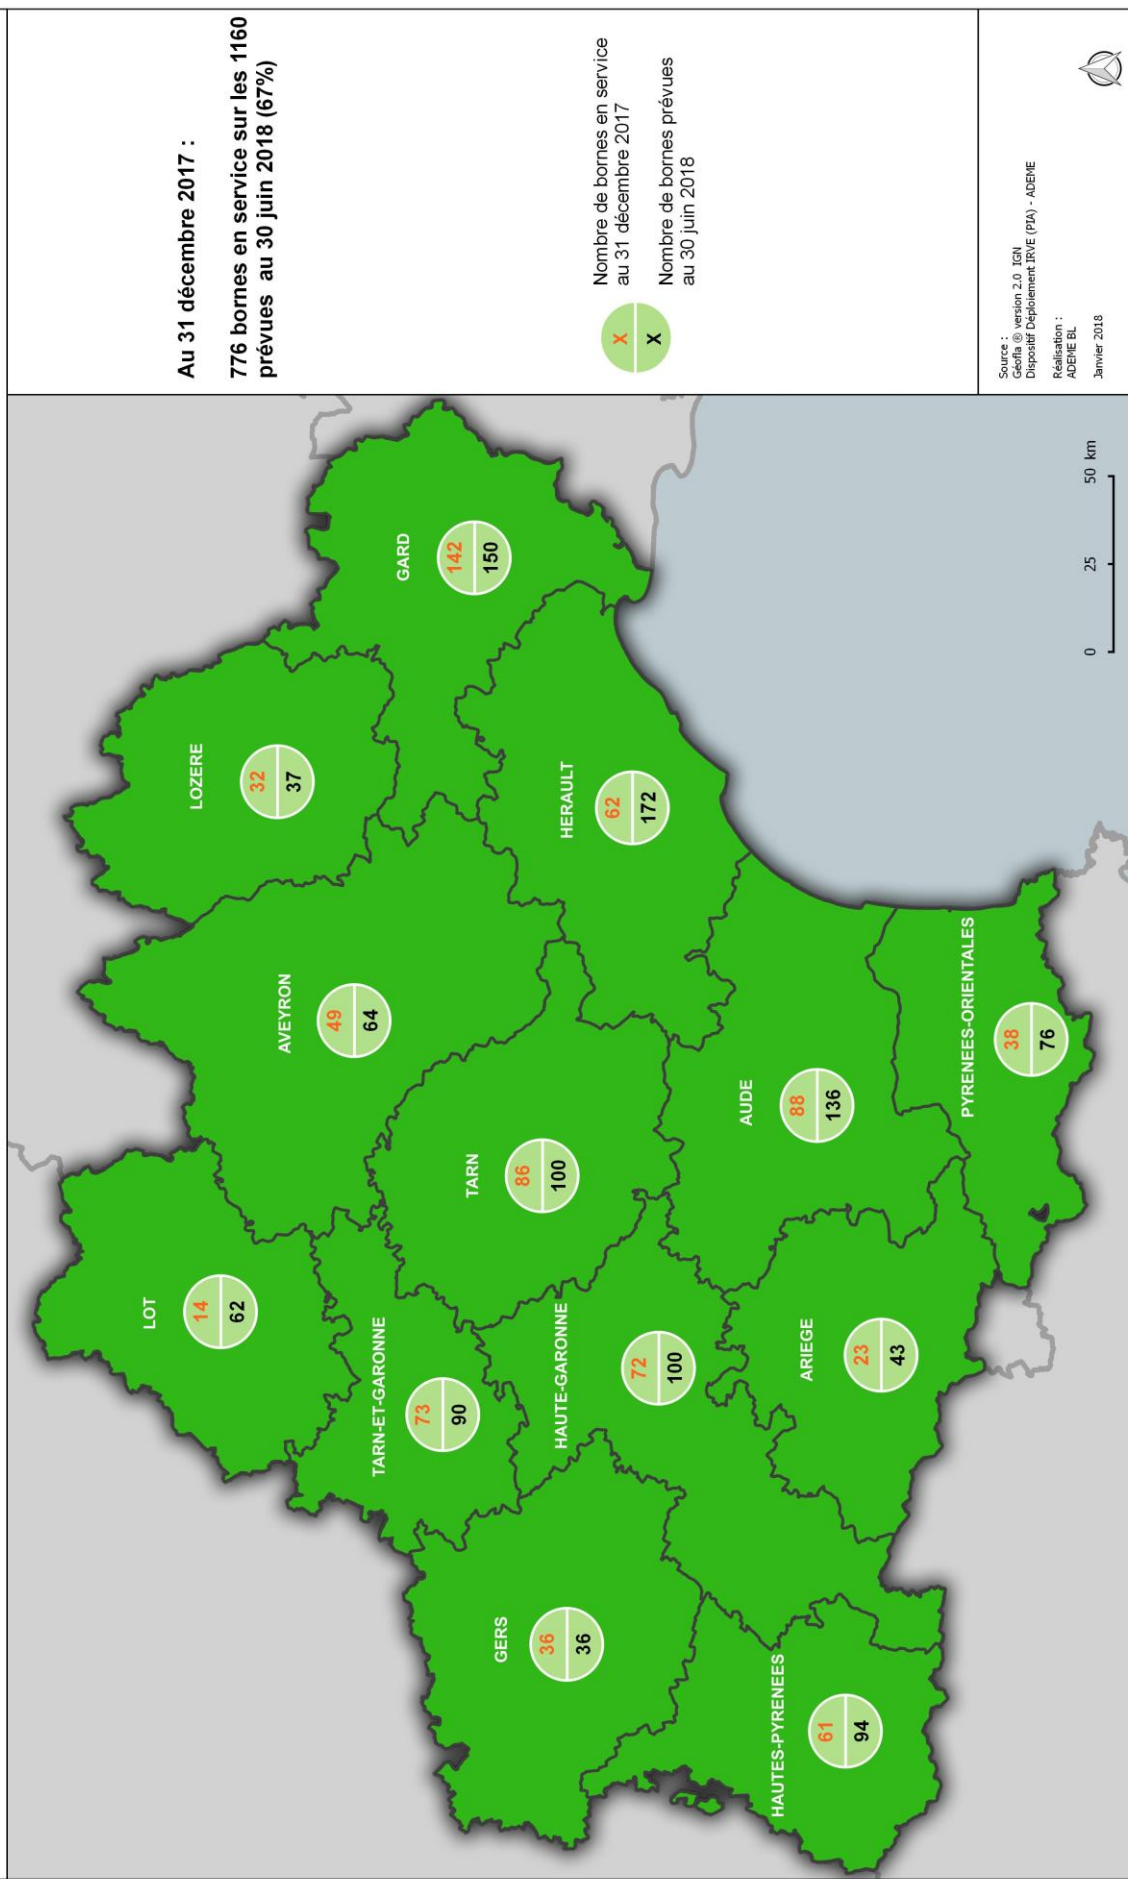 Au 31 décembre 2017 :
776 bornes en service sur les 1160
prévues  au 30 juin 2018 (67%)
X
X
Nombre de bornes en service
au 31 décembre 2017
Nombre de bornes prévues
au 30 juin 2018
LOT
14
62
LOZERE
32
37
AVEYRON
49
64
GARD
142
150
TARN-ET-GARONNE
73
90
TARN
86
100
GERS
36
36
HAUTE-GARONNE
72
100
HERAULT
62
172
HAUTES-PYRENEES
61
94
ARIEGE
23
43
AUDE
88
136
PYRENEES-ORIENTALES
38
76
0 25 50 km
Source :
Géofla ® version 2.0 IGN
Dispositif Déploiement IRVE (PIA) - ADEME
Réalisation :
ADEME BL
Janvier 2018